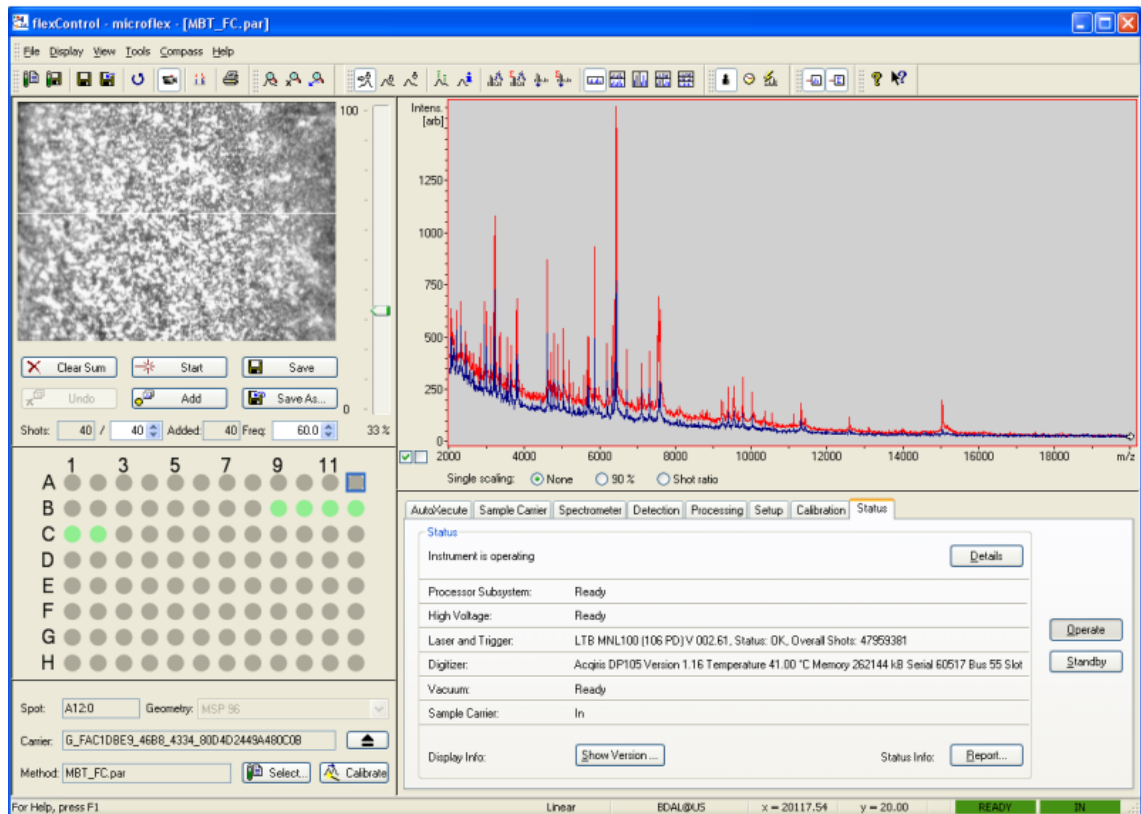 flexControl - microflex - [MBT_FC.par]
File Display View Tools Compass Help
100
0
33 %
Clear Sum Start Save
Undo Add Save As...
Shots: 40 / 40 Added: 40 Freq: 60.0
Intens. [arb]
1250
1000
750
500
250
0
2000 4000 6000 8000 10000 12000 14000 16000 18000 m/z
Single scaling: None 90 % Shot ratio
1 3 5 7 9 11
A
B
C
D
E
F
G
H
Spot: A12:0 Geometry: MSP 96
Carrier: G_FAC1DBE9_46B8_4334_80D4D2449A480C0B
Method: MBT_FC.par Select... Calibrate
AutoXecute Sample Carrier Spectrometer Detection Processing Setup Calibration Status
Status
Instrument is operating Details
Processor Subsystem: Ready
High Voltage: Ready
Laser and Trigger: LTB MNL100 (106 PD) V 002.61, Status: OK, Overall Shots: 47959381
Digitizer: Acqiris DP105 Version 1.16 Temperature 41.00 °C Memory 262144 kB Serial 60517 Bus 55 Slot
Vacuum: Ready
Sample Carrier: In
Display Info: Show Version ... Status Info: Report...
Operate
Standby
For Help, press F1 Linear BDAL@US x = 20117.54 y = 20.00 READY IN